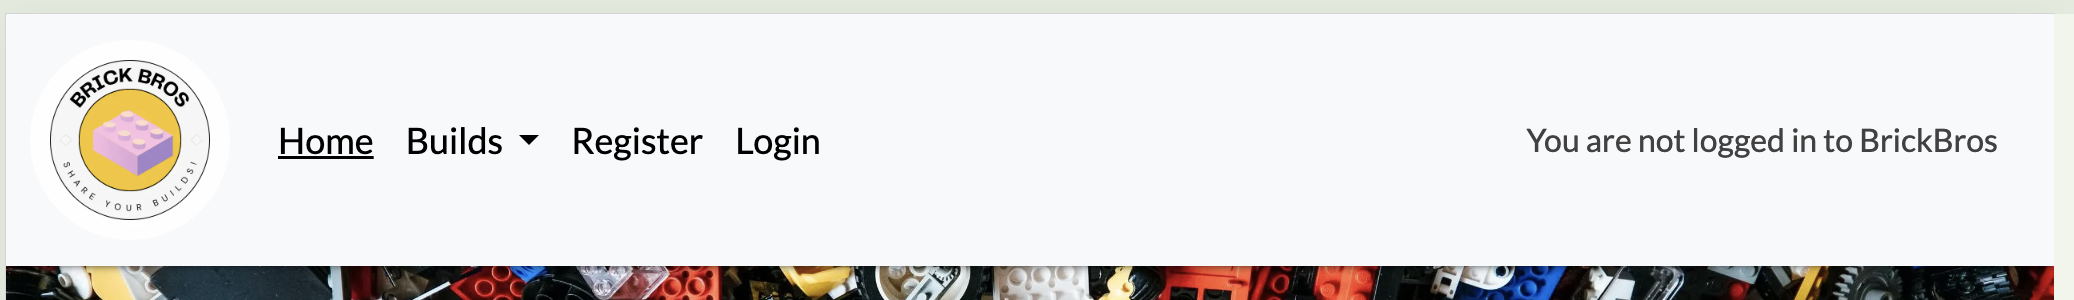 BRICK BROS
SHARE YOUR BUILDS!
Home Builds Register Login
You are not logged in to BrickBros